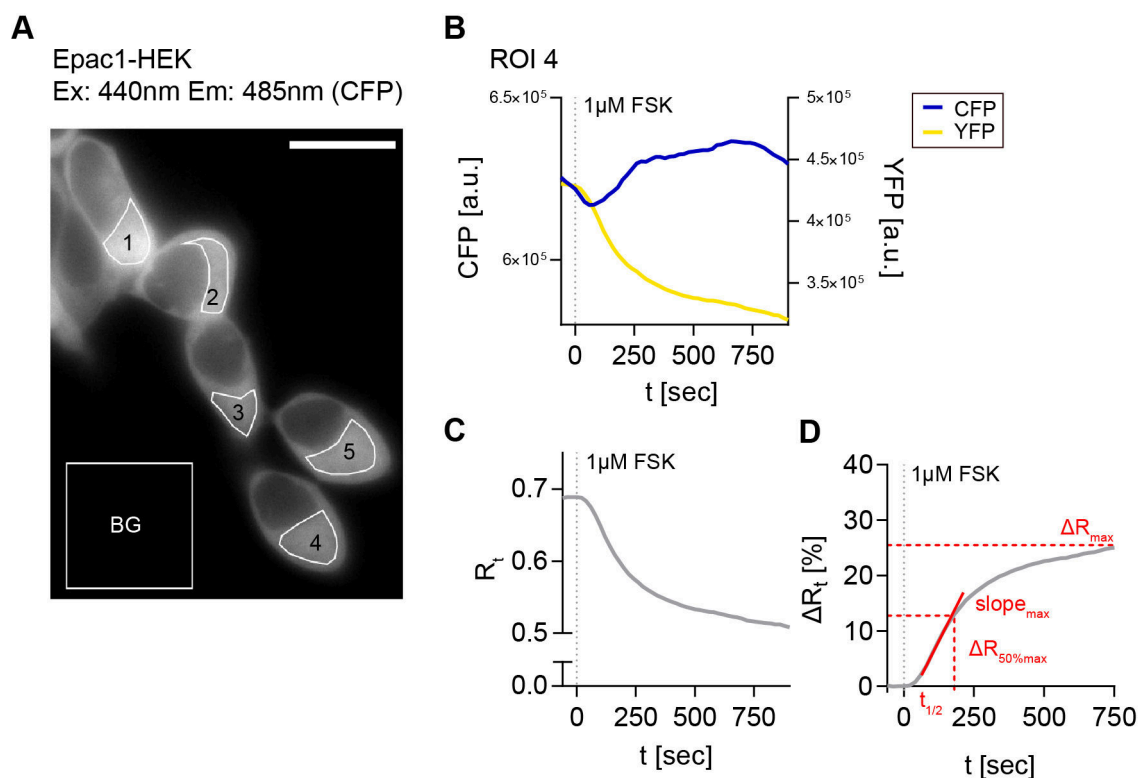 A
Epac1-HEK
Ex: 440nm Em: 485nm (CFP)
1
2
3
5
4
BG
B
ROI 4
1µM FSK
6.5×10⁵
6×10⁵
CFP [a.u.]
5×10⁵
4.5×10⁵
4×10⁵
3.5×10⁵
YFP [a.u.]
0 250 500 750
t [sec]
CFP
YFP
C
1µM FSK
0.7
0.6
0.5
0.0
Rₜ
0 250 500 750
t [sec]
D
1µM FSK
40
30
20
10
0
ΔRₜ [%]
ΔRmax
slopemax
ΔR50%max
t1/2
0 250 500 750
t [sec]